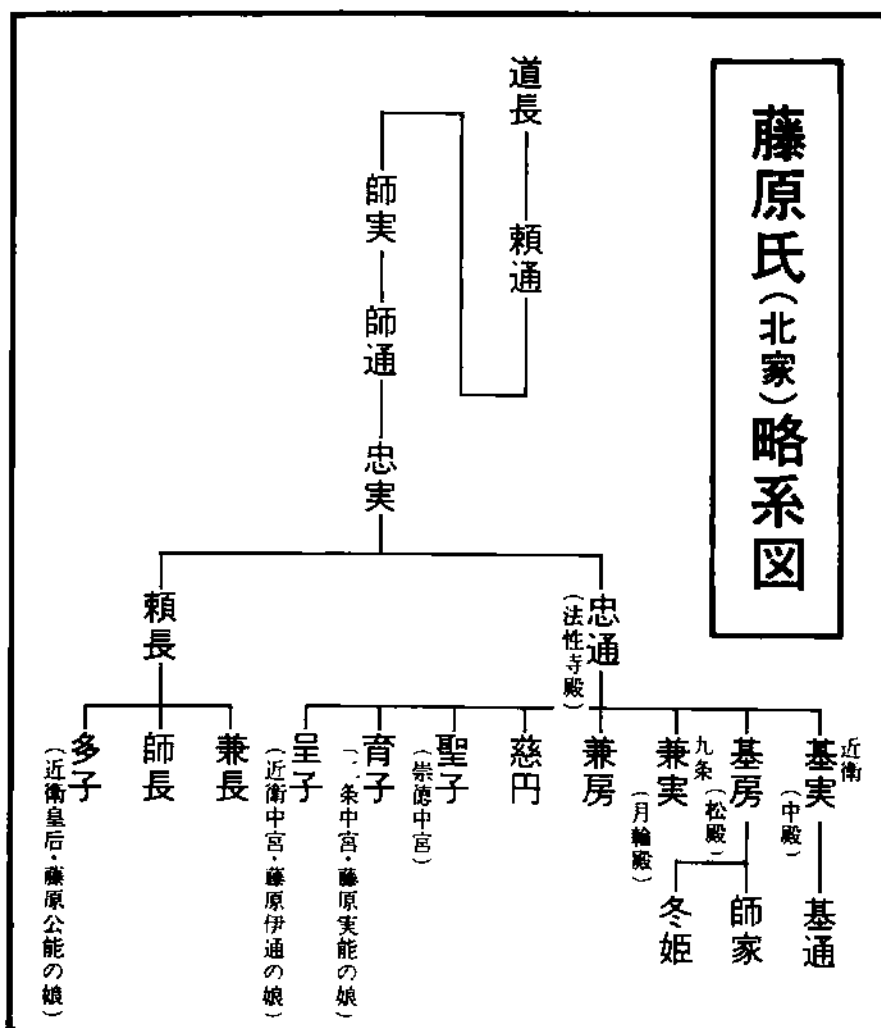 藤原氏(北家)略系図
道長
頼通
師実
師通
忠実
忠通
(法性寺殿)
頼長
近衛
基実
(中殿)
基通
基房
(松殿)
師家
冬姫
九条
兼実
(月輪殿)
兼房
慈円
聖子
(崇徳中宮)
育子
(二条中宮・藤原実能の娘)
呈子
(近衛中宮・藤原伊通の娘)
兼長
師長
多子
(近衛皇后・藤原公能の娘)